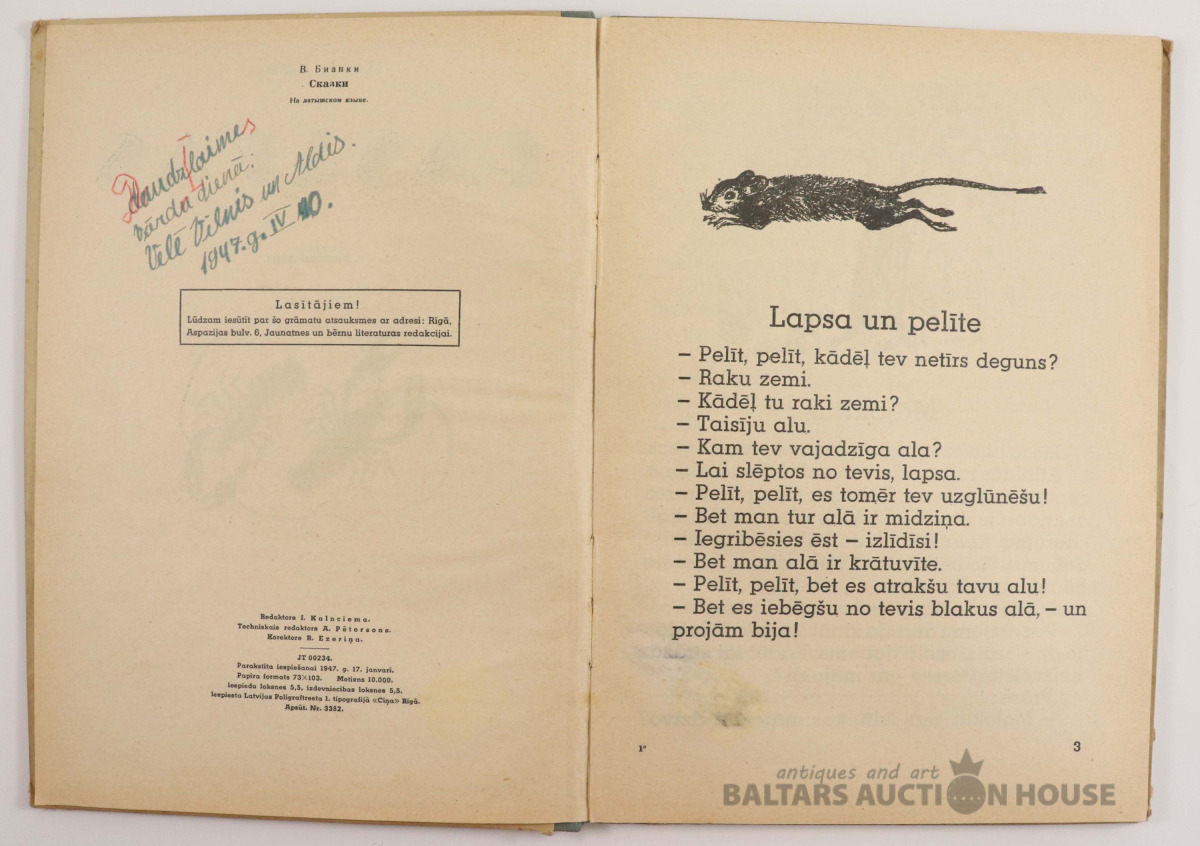 В. Бианки
Сказки
На латышском языке.
Daudz laimes
vārda dienā:
Vēlē Vilnis un Aldis.
1947. g. IV 10.
Lasītājiem!
Lūdzam iesūtīt par šo grāmatu atsauksmes ar adresi: Rīgā,
Aspazijas bulv. 6, Jaunatnes un bērnu literaturas redakcijai.
Redaktors I. Kalnciema.
Techniskais redaktors A. Pētersons.
Korektors R. Ezeriņa.
JT 00234.
Parakstīta iespiešanai 1947. g. 17. janvarī.
Papīra formats 73×103. Metiens 10.000.
Iespiedu loksnes 5,5, izdevniecības loksnes 5,5.
Iespiesta Latvijas Poligraftresta 1. tipografijā «Cīņa» Rīgā.
Apsūt. Nr. 3382.
Lapsa un pelīte
– Pelīt, pelīt, kādēļ tev netīrs deguns?
– Raku zemi.
– Kādēļ tu raki zemi?
– Taisīju alu.
– Kam tev vajadzīga ala?
– Lai slēptos no tevis, lapsa.
– Pelīt, pelīt, es tomēr tev uzglūnēšu!
– Bet man tur alā ir midziņa.
– Iegribēsies ēst – izlīdīsi!
– Bet man alā ir krātuvīte.
– Pelīt, pelīt, bet es atrakšu tavu alu!
– Bet es iebēgšu no tevis blakus alā, – un
projām bija!
1*
3
antiques and art
BALTARS AUCTION HOUSE